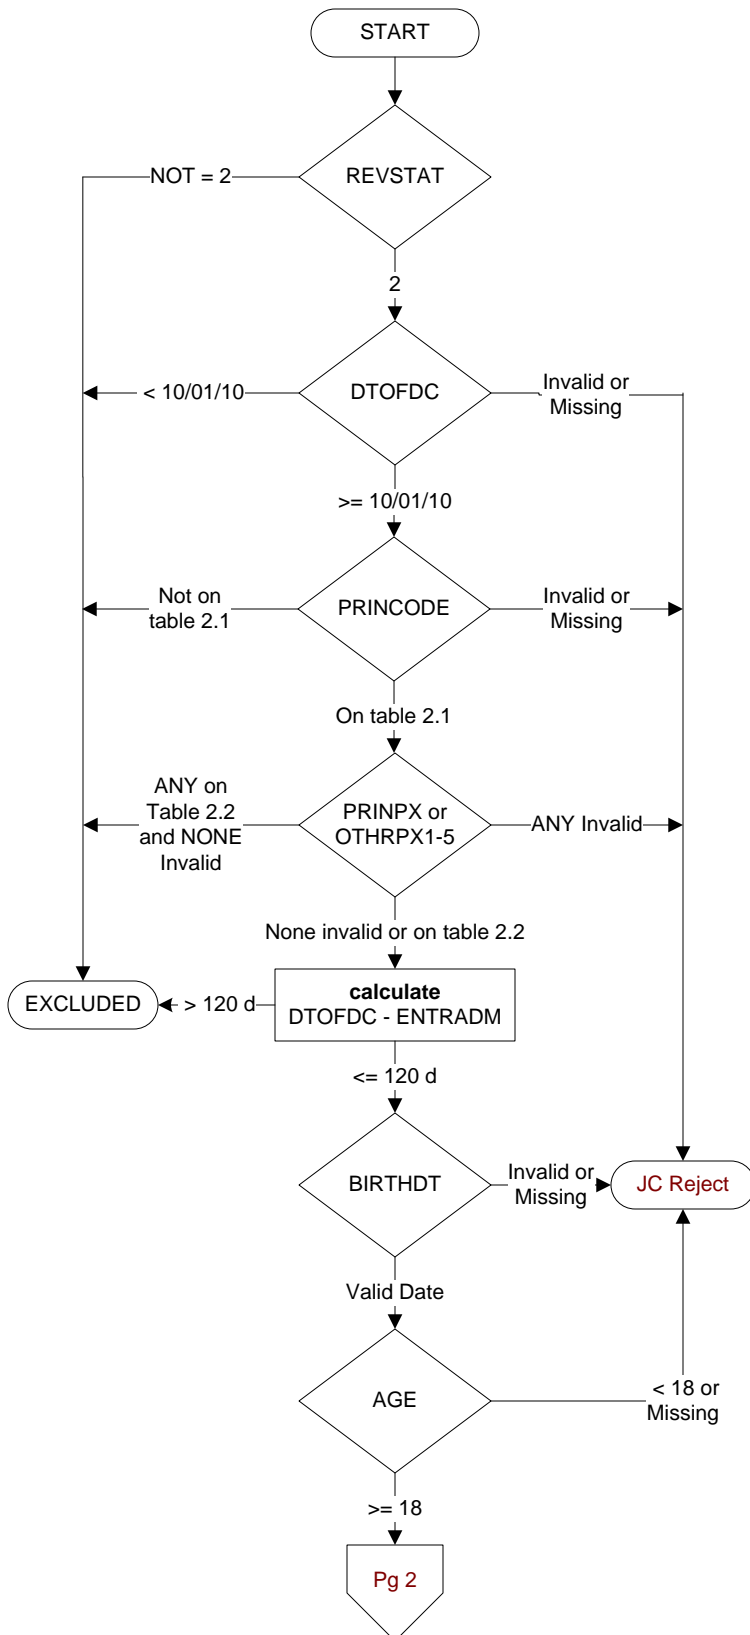 START
NOT = 2
REVSTAT
2
< 10/01/10
DTOFDC
Invalid or
Missing
>= 10/01/10
Not on
table 2.1
PRINCODE
Invalid or
Missing
On table 2.1
ANY on
Table 2.2
and NONE
Invalid
PRINPX or
OTHRPX1-5
ANY Invalid
None invalid or on table 2.2
EXCLUDED
> 120 d
calculate
DTOFDC - ENTRADM
<= 120 d
BIRTHDT
Invalid or
Missing
JC Reject
Valid Date
AGE
< 18 or
Missing
>= 18
Pg 2